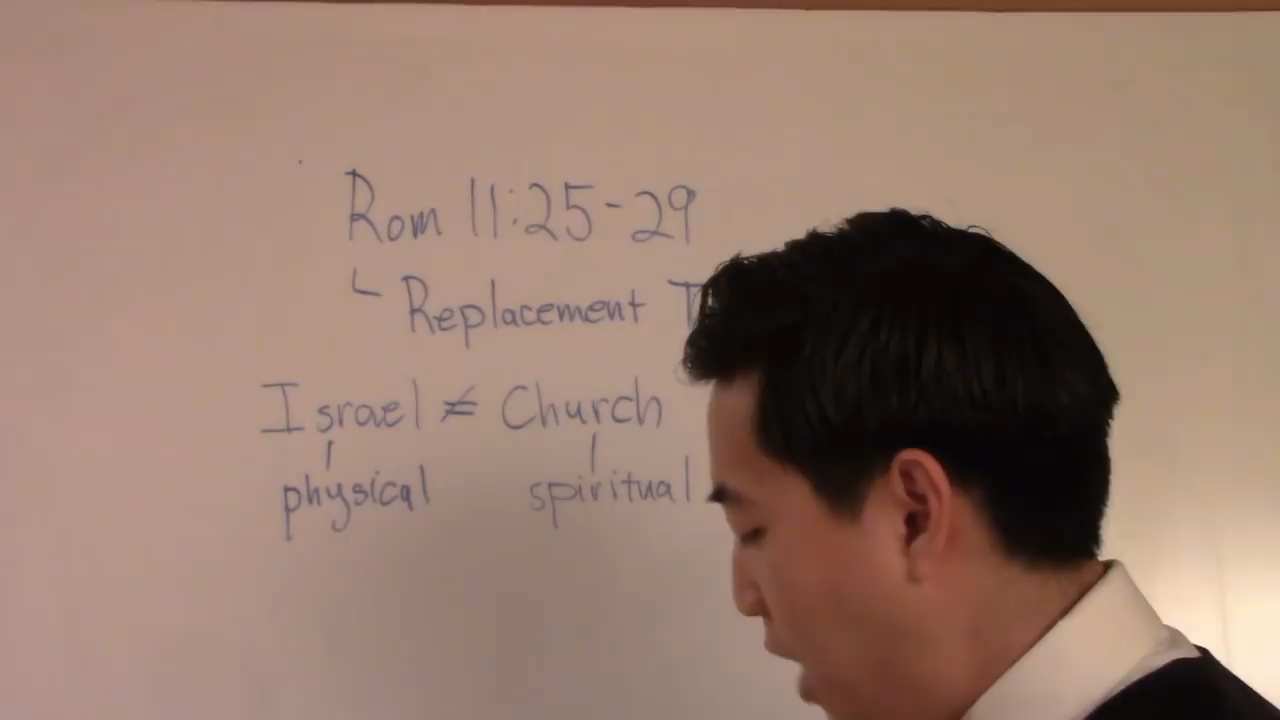 Rom 11:25-29
Replacement
Israel ≠ Church
physical spiritual